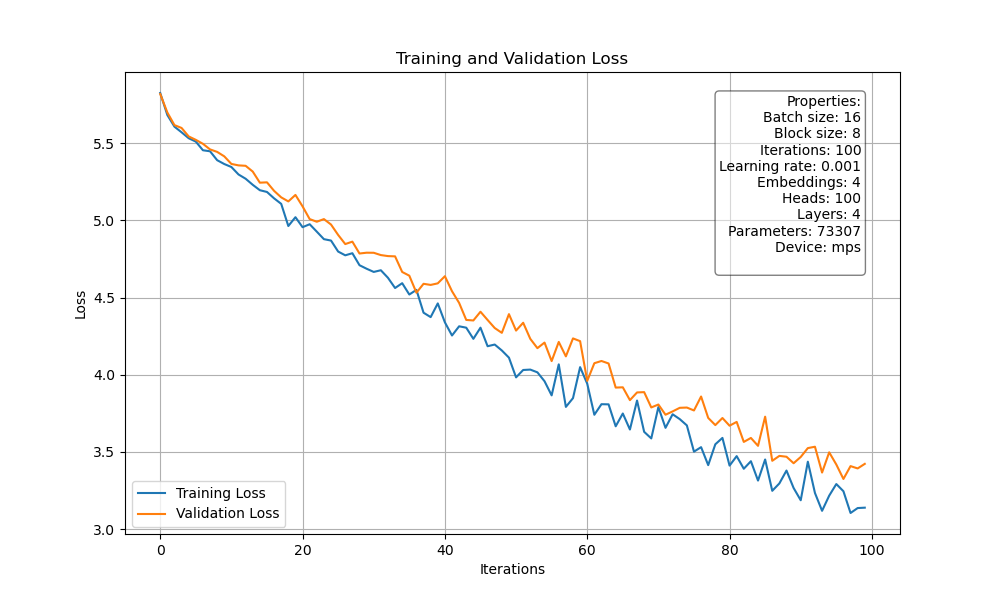 Training and Validation Loss
Properties:
Batch size: 16
Block size: 8
Iterations: 100
Learning rate: 0.001
Embeddings: 4
Heads: 100
Layers: 4
Parameters: 73307
Device: mps
5.5
5.0
4.5
4.0
3.5
3.0
Loss
Training Loss
Validation Loss
0
20
40
60
80
100
Iterations